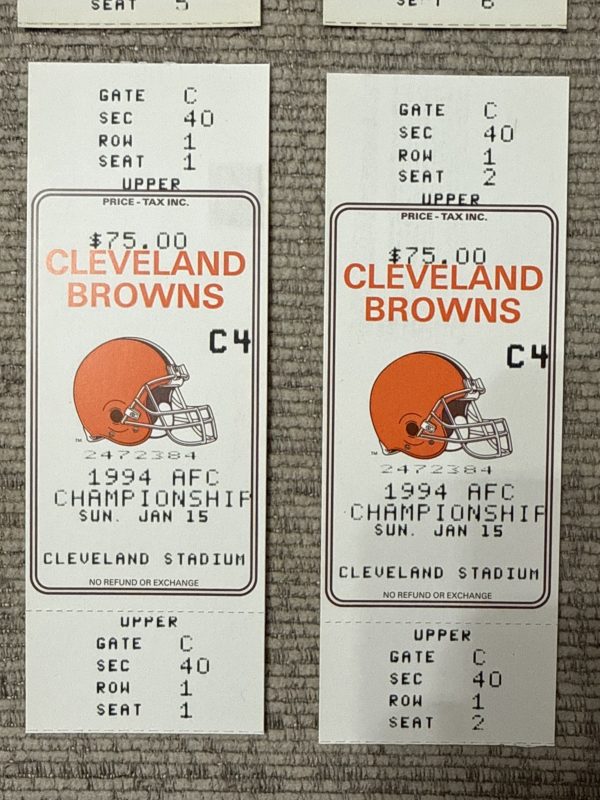 SEAT 5
SEAT 6
GATE C
SEC 40
ROW 1
SEAT 1
UPPER
PRICE - TAX INC.
$75.00
CLEVELAND
BROWNS
C4
TM
2472384
1994 AFC
CHAMPIONSHIP
SUN. JAN 15
CLEVELAND STADIUM
NO REFUND OR EXCHANGE
UPPER
GATE C
SEC 40
ROW 1
SEAT 1
GATE C
SEC 40
ROW 1
SEAT 2
UPPER
PRICE - TAX INC.
$75.00
CLEVELAND
BROWNS
C4
TM
2472384
1994 AFC
CHAMPIONSHIP
SUN. JAN 15
CLEVELAND STADIUM
NO REFUND OR EXCHANGE
UPPER
GATE C
SEC 40
ROW 1
SEAT 2